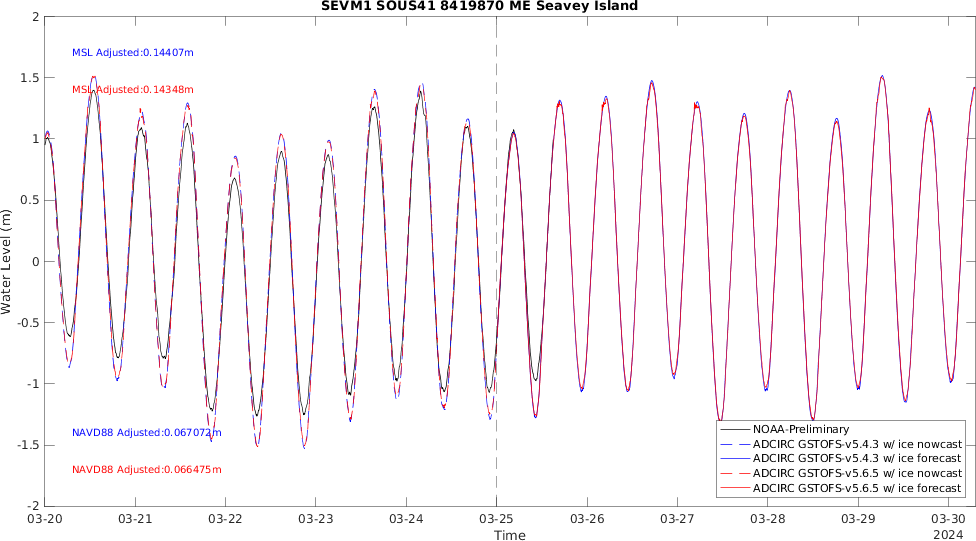 SEVM1 SOUS41 8419870 ME Seavey Island
2
1.5
1
0.5
0
-0.5
-1
-1.5
-2
Water Level (m)
MSL Adjusted:0.14407m
MSL Adjusted:0.14348m
NAVD88 Adjusted:0.067072m
NAVD88 Adjusted:0.066475m
NOAA-Preliminary
ADCIRC GSTOFS-v5.4.3 w/ ice nowcast
ADCIRC GSTOFS-v5.4.3 w/ ice forecast
ADCIRC GSTOFS-v5.6.5 w/ ice nowcast
ADCIRC GSTOFS-v5.6.5 w/ ice forecast
03-20 03-21 03-22 03-23 03-24 03-25 03-26 03-27 03-28 03-29 03-30
Time 2024